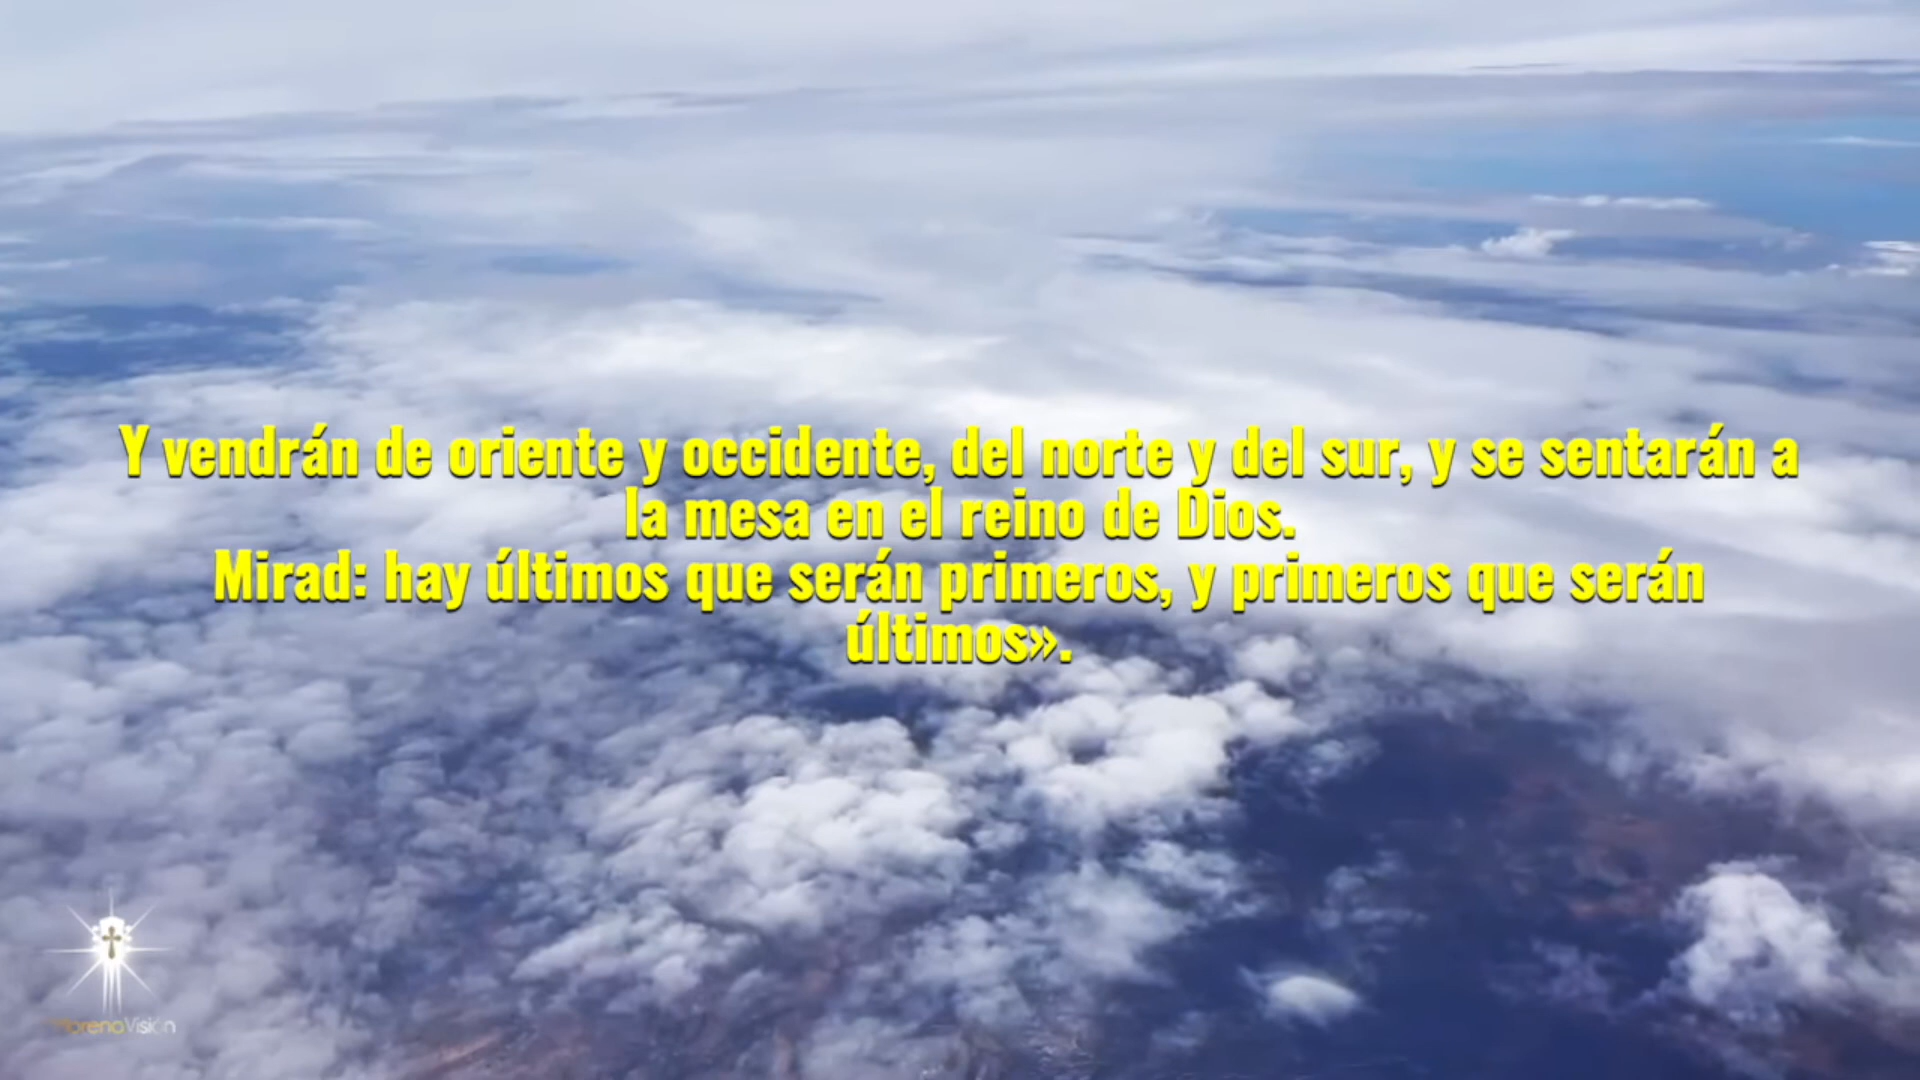 Y vendrán de oriente y occidente, del norte y del sur, y se sentarán a
la mesa en el reino de Dios.
Mirad: hay últimos que serán primeros, y primeros que serán
últimos».
MorenaVisión